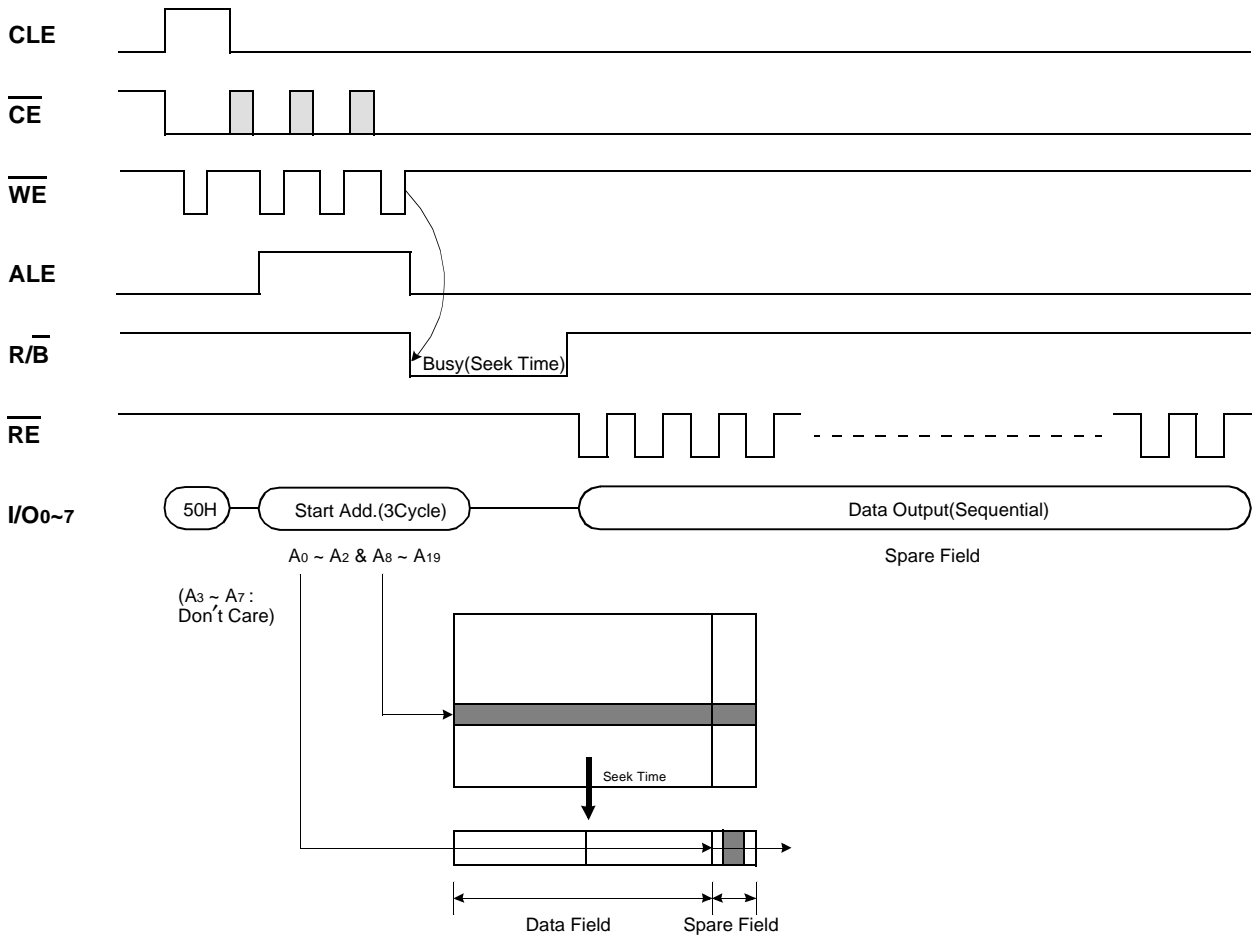 CLE
CE
WE
ALE
R/B
Busy(Seek Time)
RE
I/O0~7
50H
Start Add.(3Cycle)
Data Output(Sequential)
A0 ~ A2 & A8 ~ A19
Spare Field
(A3 ~ A7 :
Don't Care)
Seek Time
Data Field
Spare Field